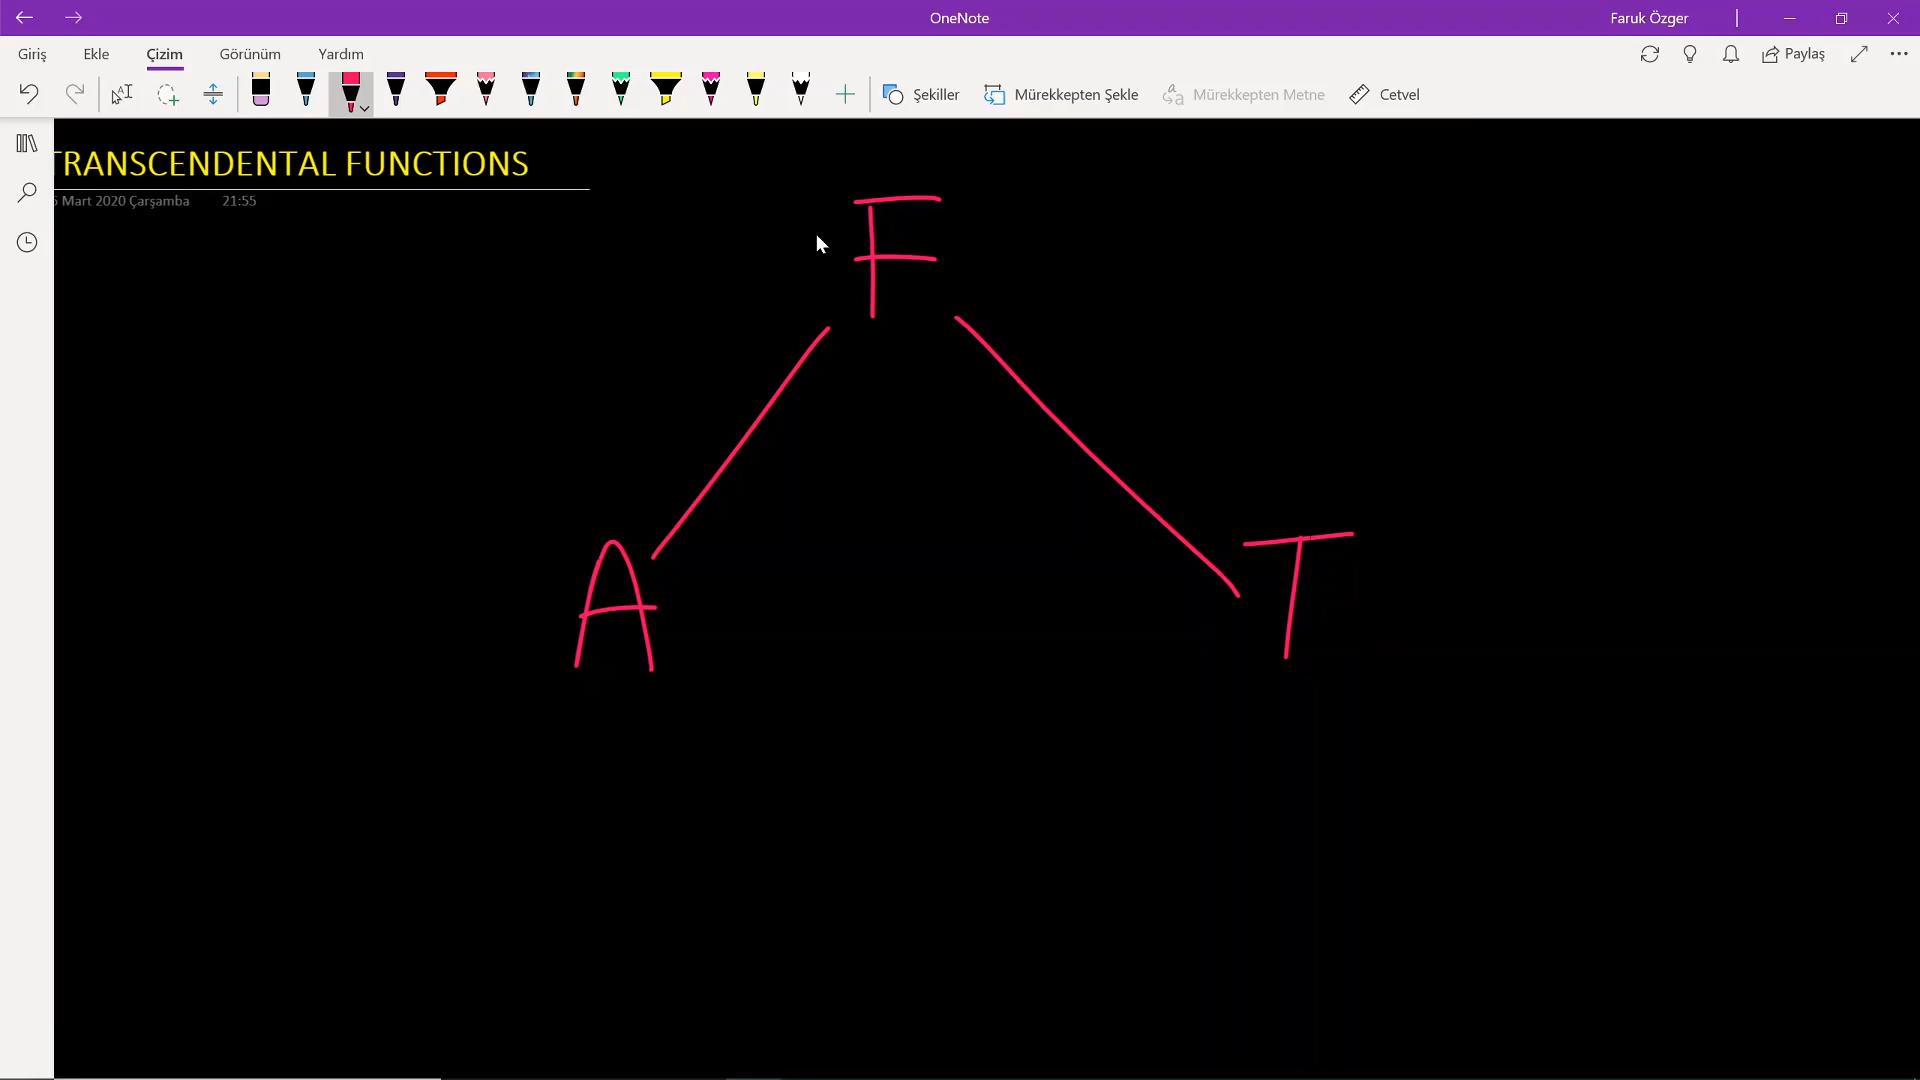 OneNote
Faruk Özger
Giriş
Ekle
Çizim
Görünüm
Yardım
Paylaş
Şekiller
Mürekkepten Şekle
Mürekkepten Metne
Cetvel
TRANSCENDENTAL FUNCTIONS
5 Mart 2020 Çarşamba 21:55
F
A T